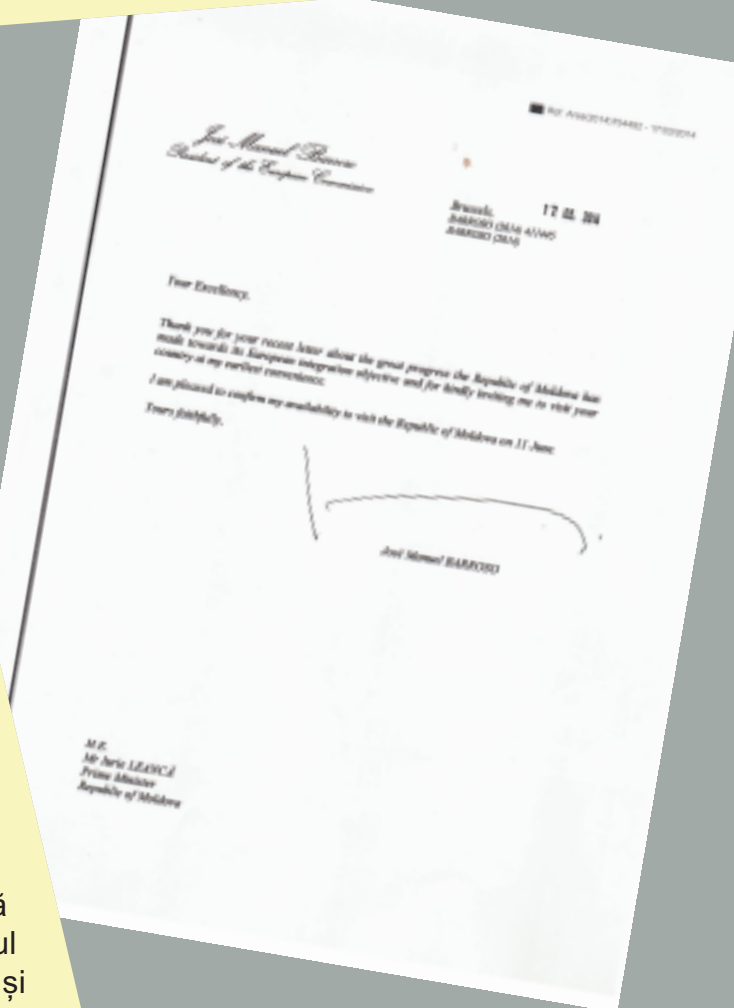 José Manuel Barroso
President of the European Commission
Brussels,
BARROSO (2014)
Your Excellency,
Thank you for your recent letter about the great progress the Republic of Moldova has
made towards its European integration objective and for kindly inviting me to visit your
country at my earliest convenience.
I am pleased to confirm my availability to visit the Republic of Moldova on 11 June.
Yours faithfully,
José Manuel BARROSO
Mr Iurie LEANCĂ
Prime Minister
Republic of Moldova
ă
ul
și